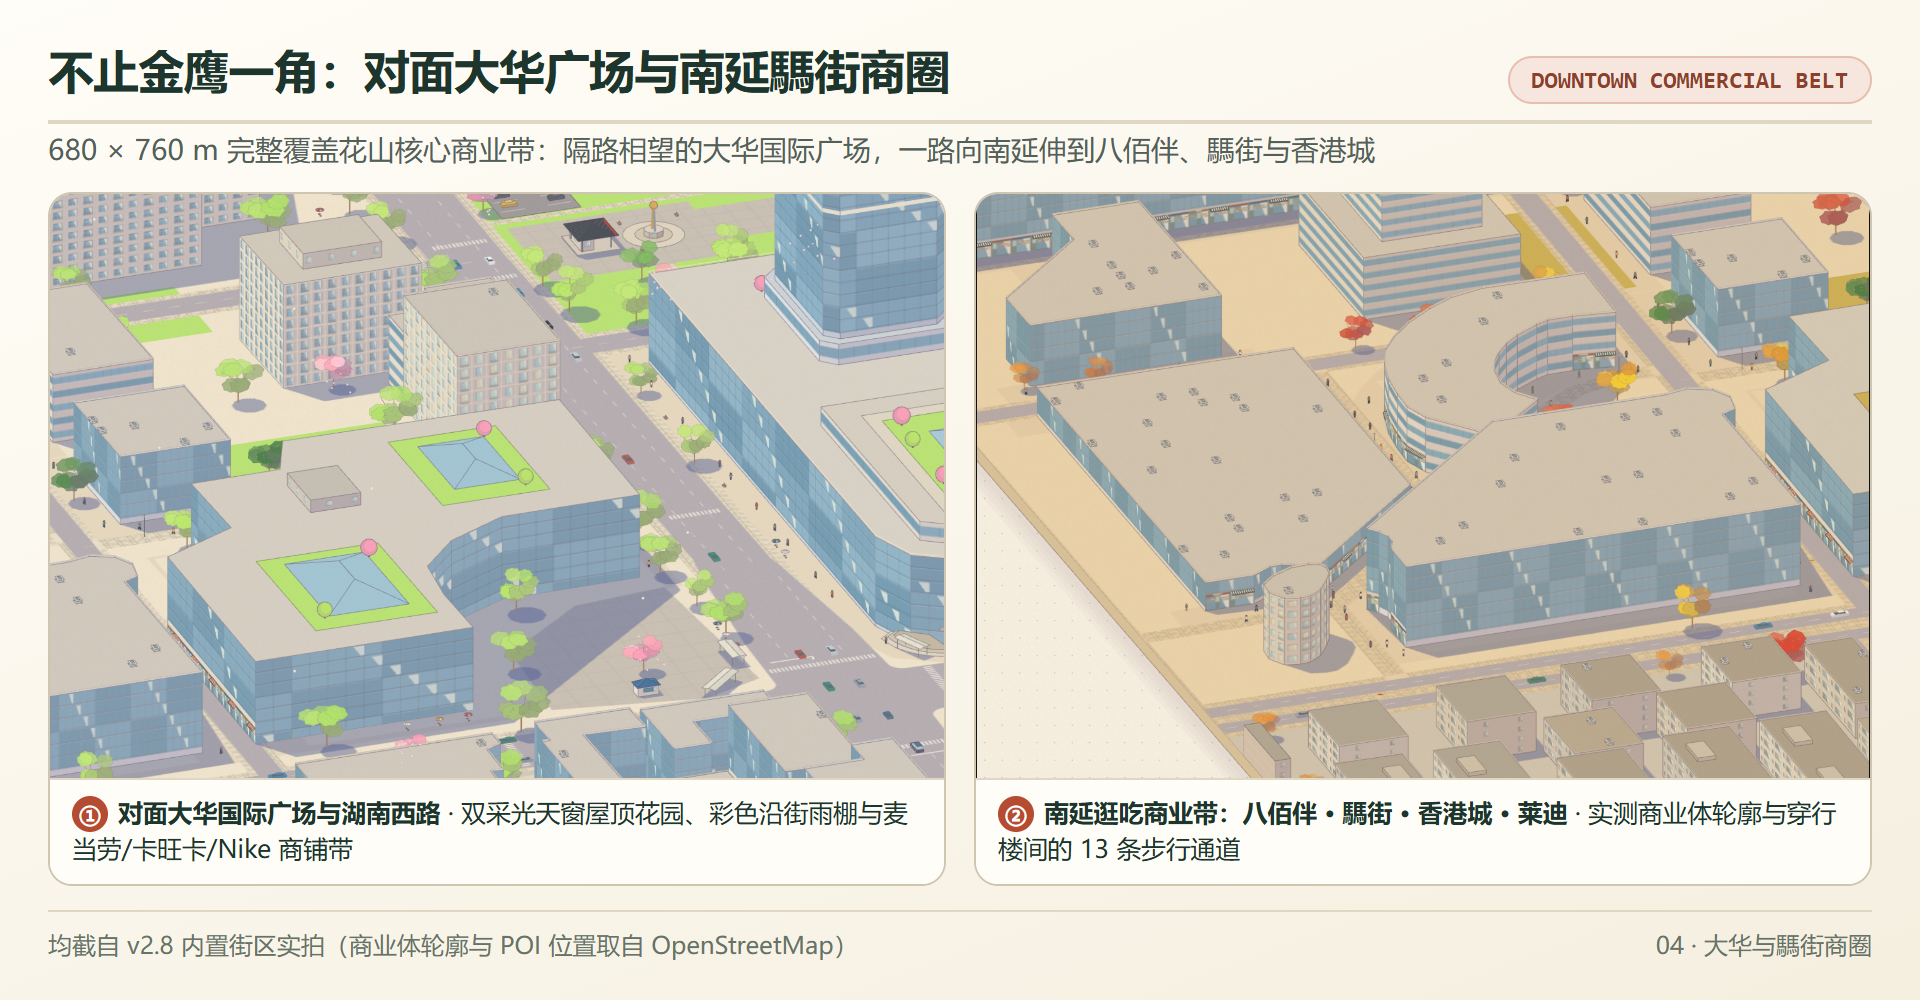 不止金鹰一角：对面大华广场与南延騳街商圈
DOWNTOWN COMMERCIAL BELT
680 × 760 m 完整覆盖花山核心商业带：隔路相望的大华国际广场，一路向南延伸到八佰伴、騳街与香港城
① 对面大华国际广场与湖南西路 · 双采光天窗屋顶花园、彩色沿街雨棚与麦
当劳/卡旺卡/Nike 商铺带
② 南延逛吃商业带：八佰伴 • 騳街 • 香港城 • 莱迪 · 实测商业体轮廓与穿行
楼间的 13 条步行通道
均截自 v2.8 内置街区实拍（商业体轮廓与 POI 位置取自 OpenStreetMap）
04 · 大华与騳街商圈